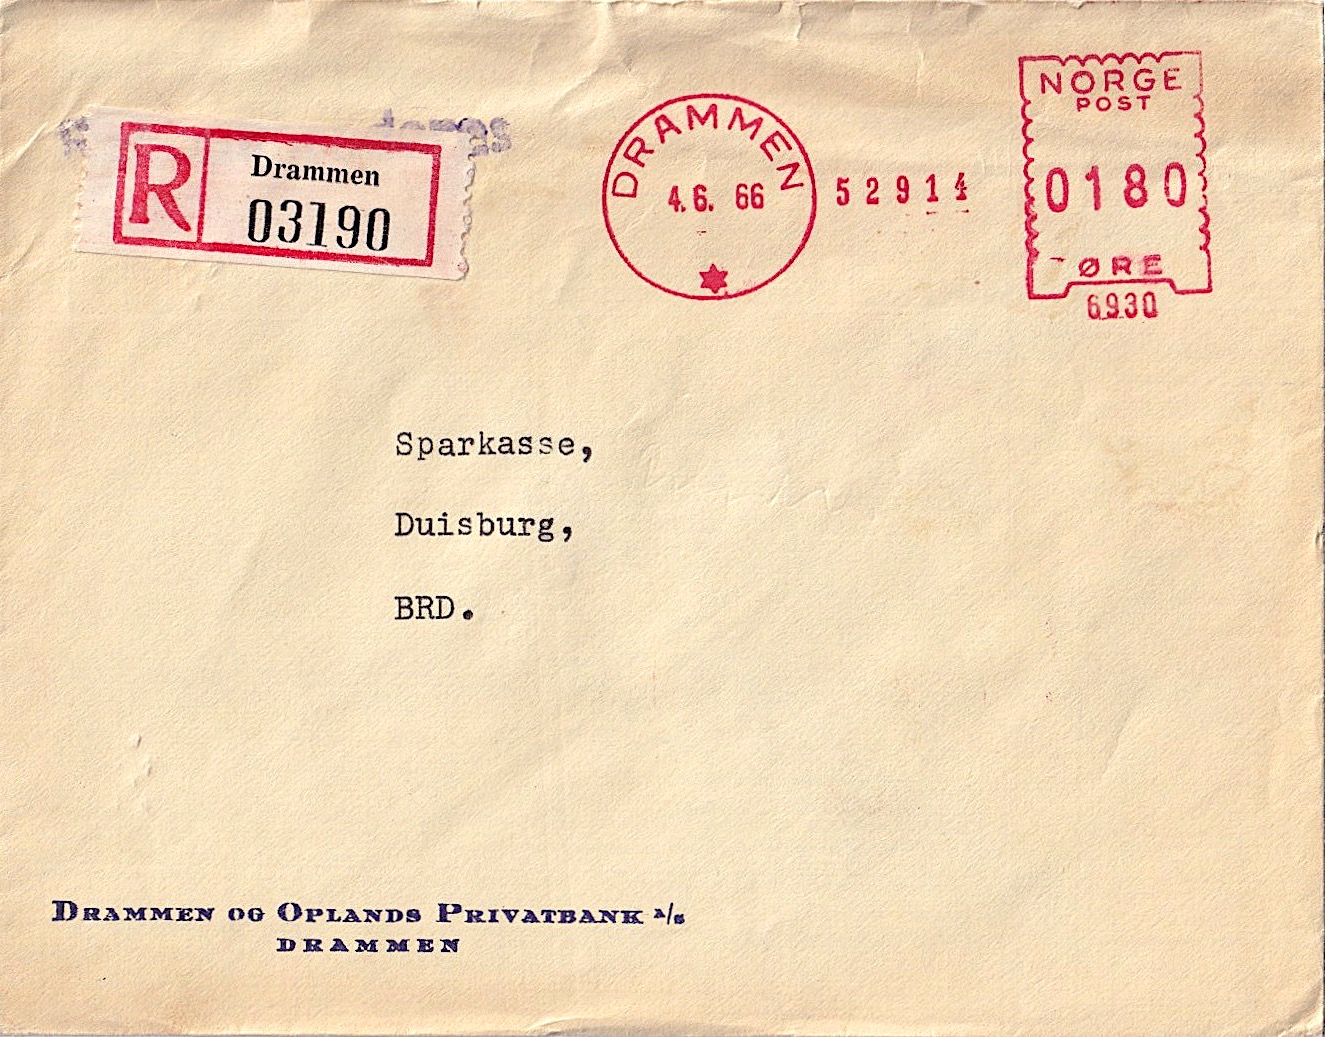 R
Drammen
03190
DRAMMEN
4.6. 66
52914
NORGE
POST
0180
ØRE
6930
Sparkasse,
Duisburg,
BRD.
DRAMMEN OG OPLANDS PRIVATBANK A/S
DRAMMEN